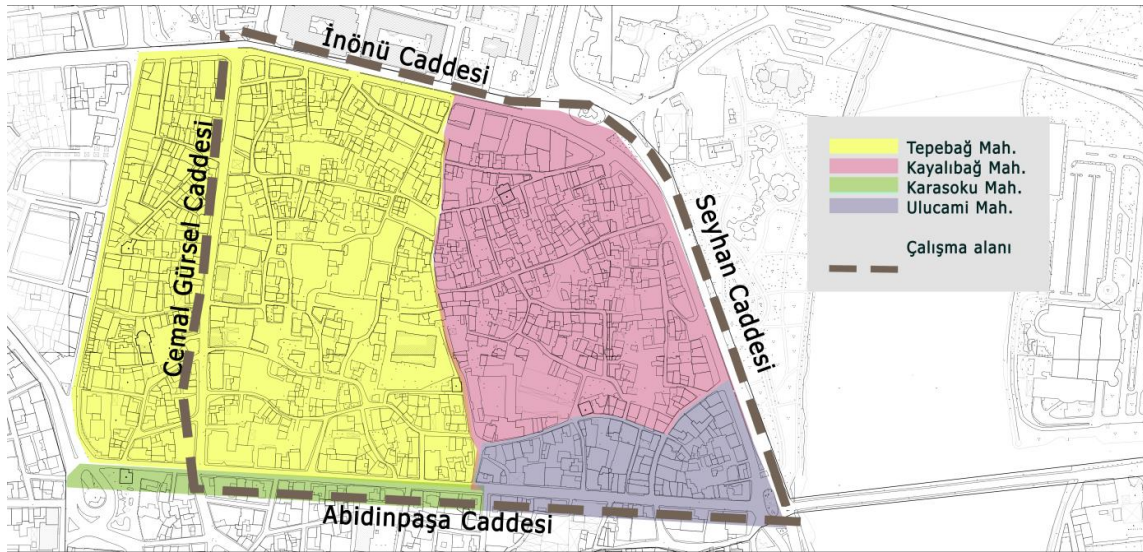 İnönü Caddesi
Cemal Gürsel Caddesi
Seyhan Caddesi
Abidinpaşa Caddesi
Tepebağ Mah.
Kayalıbağ Mah.
Karasoku Mah.
Ulucami Mah.
Çalışma alanı